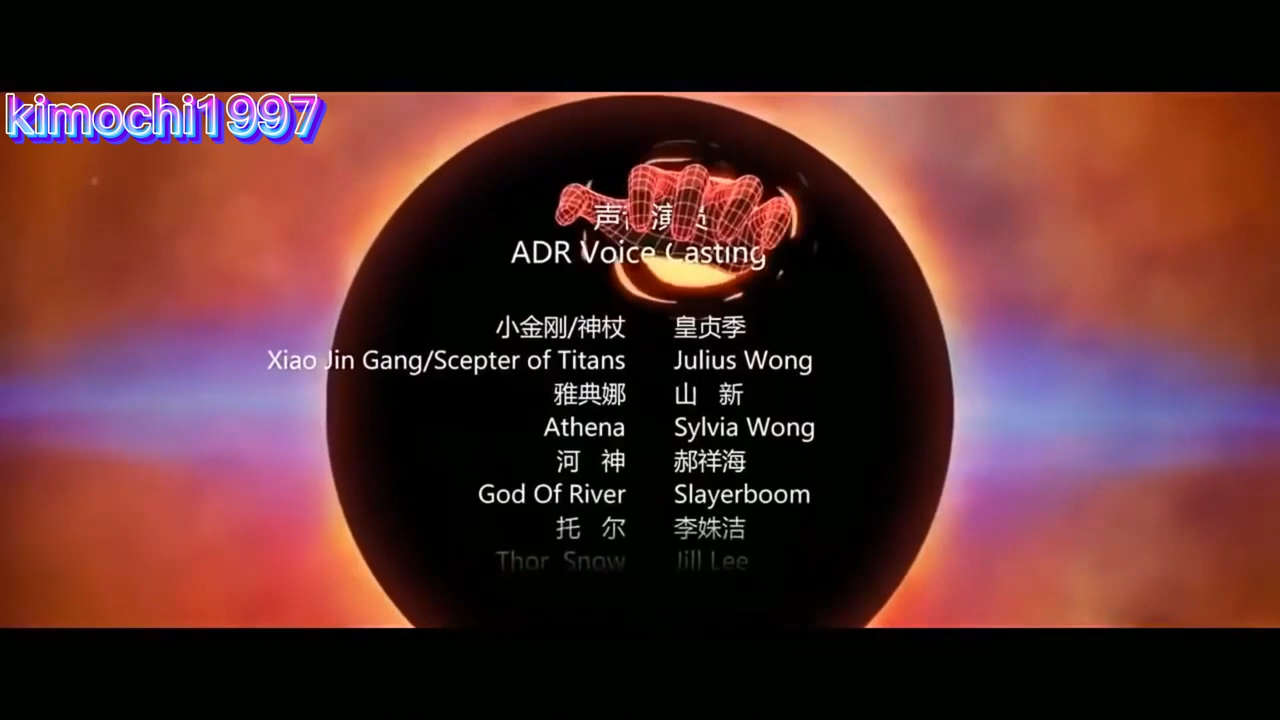 kimochi1997
ADR Voice Casting
小金刚/神杖 皇贞季
Xiao Jin Gang/Scepter of Titans Julius Wong
雅典娜 山 新
Athena Sylvia Wong
河 神 郝祥海
God Of River Slayerboom
托 尔 李姝洁
Thor Snow Jill Lee